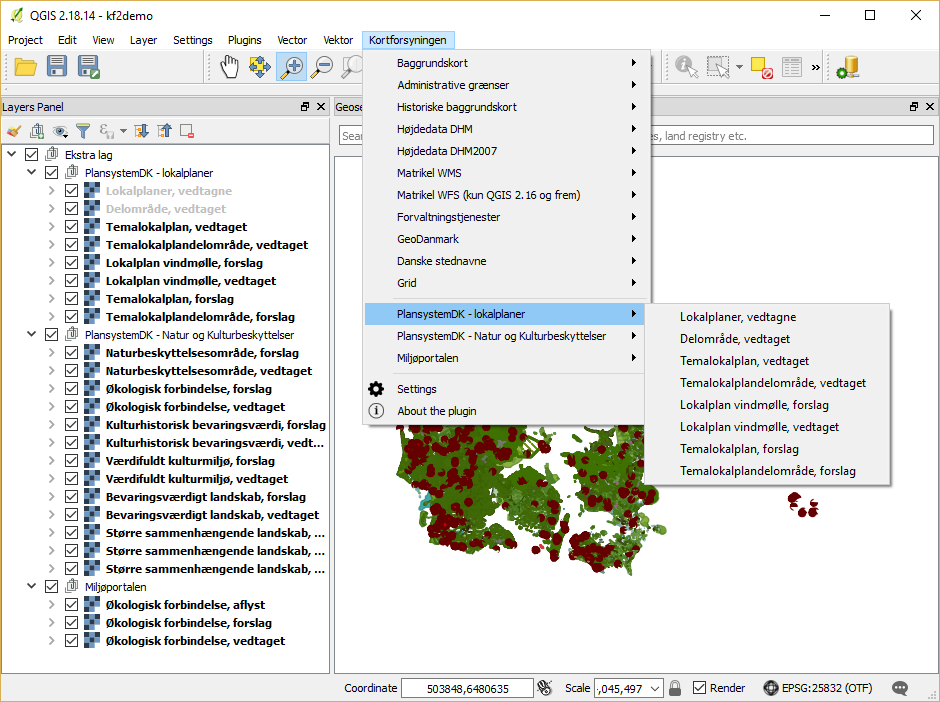 QGIS 2.18.14 - kf2demo
Project Edit View Layer Settings Plugins Vector Vektor Kortforsyningen
Layers Panel
Ekstra lag
PlansystemDK - lokalplaner
Lokalplaner, vedtagne
Delområde, vedtaget
Temalokalplan, vedtaget
Temalokalplandelområde, vedtaget
Lokalplan vindmølle, forslag
Lokalplan vindmølle, vedtaget
Temalokalplan, forslag
Temalokalplandelområde, forslag
PlansystemDK - Natur og Kulturbeskyttelser
Naturbeskyttelsesområde, forslag
Naturbeskyttelsesområde, vedtaget
Økologisk forbindelse, forslag
Økologisk forbindelse, vedtaget
Kulturhistorisk bevaringsværdi, forslag
Kulturhistorisk bevaringsværdi, vedt...
Værdifuldt kulturmiljø, forslag
Værdifuldt kulturmiljø, vedtaget
Bevaringsværdigt landskab, forslag
Bevaringsværdigt landskab, vedtaget
Større sammenhængende landskab, ...
Større sammenhængende landskab, ...
Større sammenhængende landskab, ...
Miljøportalen
Økologisk forbindelse, aflyst
Økologisk forbindelse, forslag
Økologisk forbindelse, vedtaget
Geose
Sear
es, land registry etc.
Baggrundskort
Administrative grænser
Historiske baggrundskort
Højdedata DHM
Højdedata DHM2007
Matrikel WMS
Matrikel WFS (kun QGIS 2.16 og frem)
Forvaltningstjenester
GeoDanmark
Danske stednavne
Grid
PlansystemDK - lokalplaner
PlansystemDK - Natur og Kulturbeskyttelser
Miljøportalen
Settings
About the plugin
Lokalplaner, vedtagne
Delområde, vedtaget
Temalokalplan, vedtaget
Temalokalplandelområde, vedtaget
Lokalplan vindmølle, forslag
Lokalplan vindmølle, vedtaget
Temalokalplan, forslag
Temalokalplandelområde, forslag
Coordinate 503848,6480635 Scale :,045,497 Render EPSG:25832 (OTF)